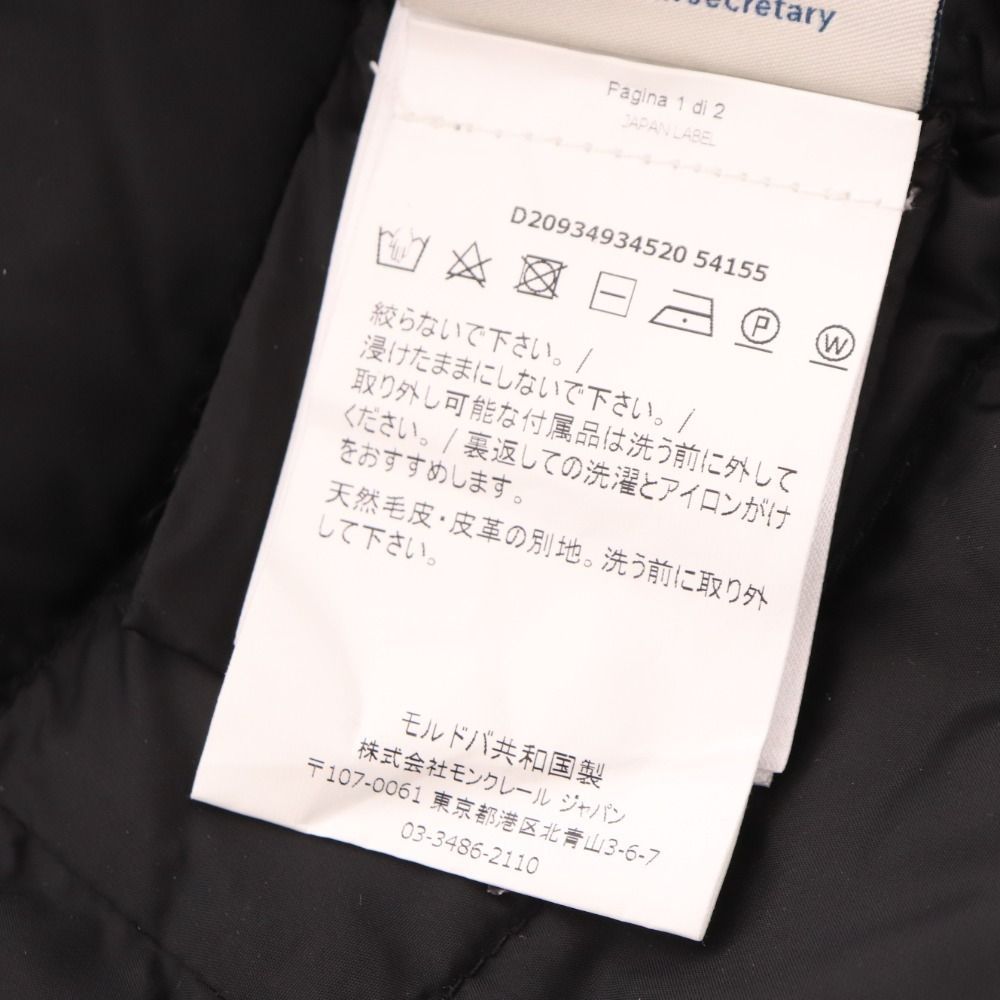 secretary
Pagina 1 di 2
JAPAN LABEL
D20934934520 54155
P W
絞らないで下さい。/
浸けたままにしないで下さい。/
取り外し可能な付属品は洗う前に外して
ください。/ 裏返しての洗濯とアイロンがけ
をおすすめします。
天然毛皮・皮革の別地。洗う前に取り外
して下さい。
モルドバ共和国製
株式会社モンクレール ジャパン
〒107-0061 東京都港区北青山3-6-7
03-3486-2110